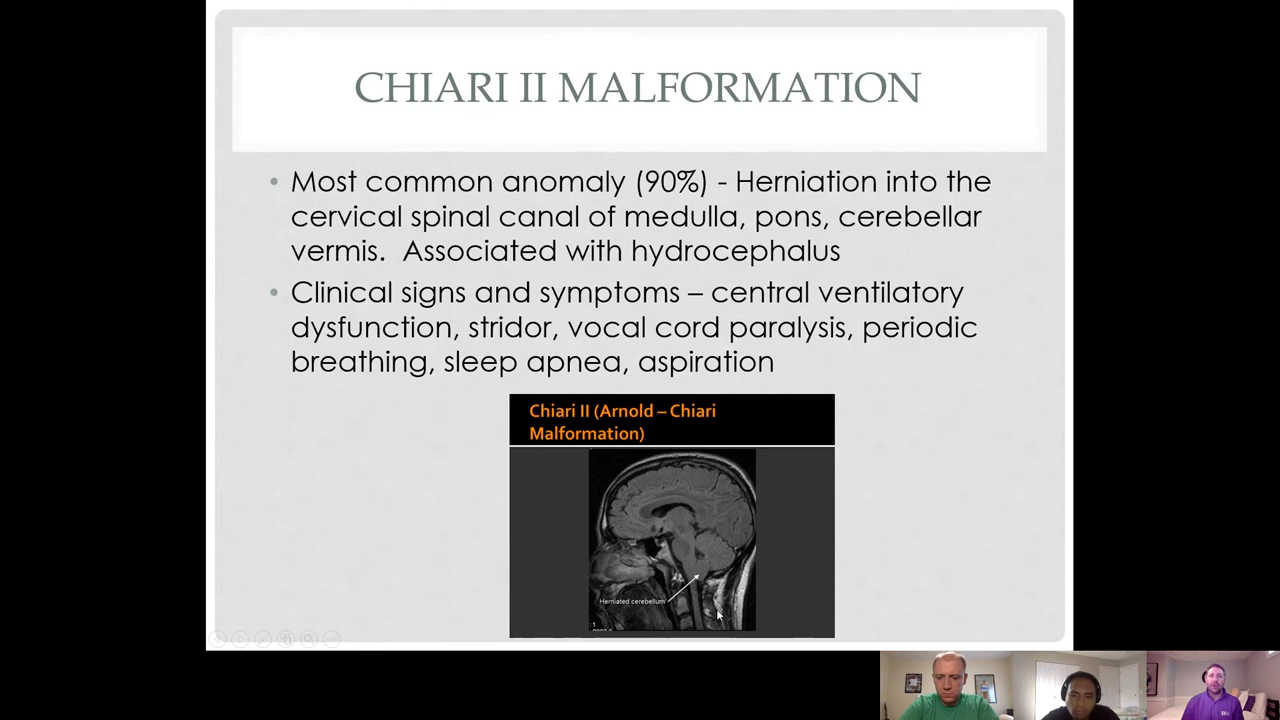 CHIARI II MALFORMATION
• Most common anomaly (90%) - Herniation into the
cervical spinal canal of medulla, pons, cerebellar
vermis.  Associated with hydrocephalus
• Clinical signs and symptoms – central ventilatory
dysfunction, stridor, vocal cord paralysis, periodic
breathing, sleep apnea, aspiration
Chiari II (Arnold – Chiari
Malformation)
Herniated cerebellum
: 1